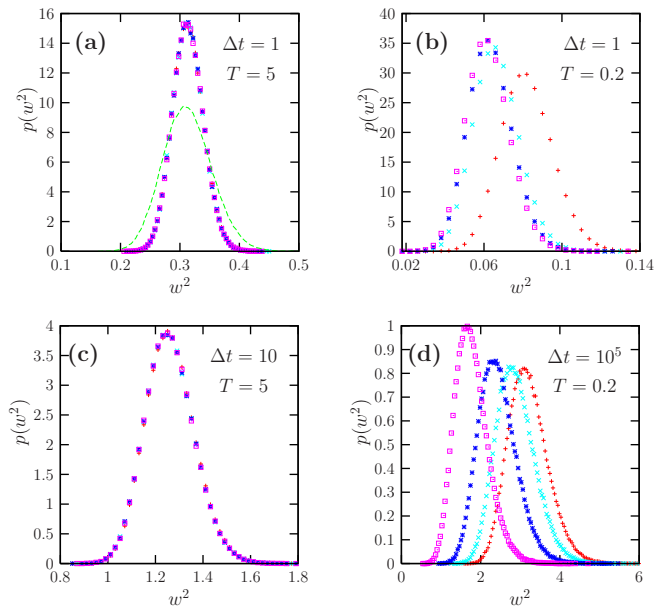 (a)
Δt = 1
T = 5
p(w²)
16
14
12
10
8
6
4
2
0
0.1 0.2 0.3 0.4 0.5
w²
(b)
Δt = 1
T = 0.2
p(w²)
40
35
30
25
20
15
10
5
0
0.02 0.06 0.1 0.14
w²
(c)
Δt = 10
T = 5
p(w²)
4
3.5
3
2.5
2
1.5
1
0.5
0
0.8 1 1.2 1.4 1.6 1.8
w²
(d)
Δt = 10⁵
T = 0.2
p(w²)
1
0.9
0.8
0.7
0.6
0.5
0.4
0.3
0.2
0.1
0
0 2 4 6
w²